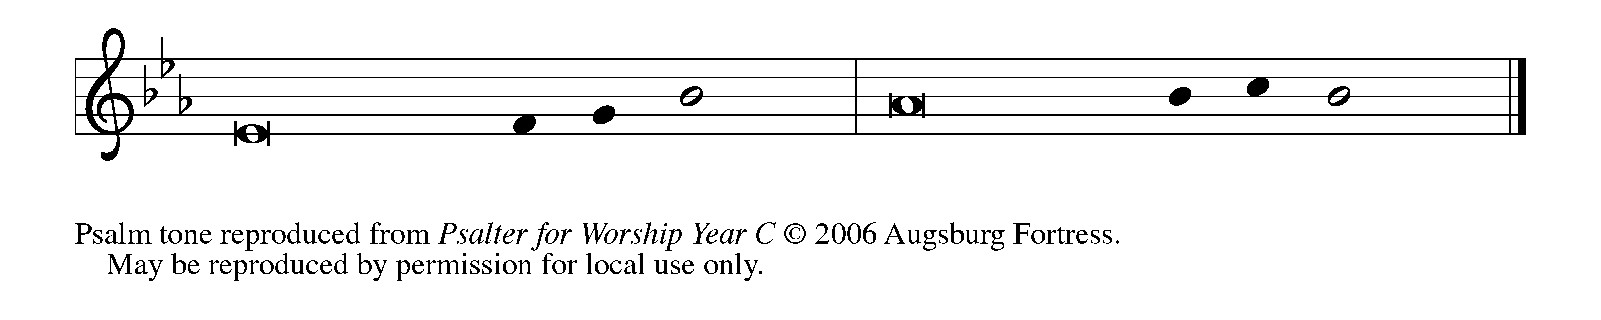 Psalm tone reproduced from Psalter for Worship Year C © 2006 Augsburg Fortress.
May be reproduced by permission for local use only.